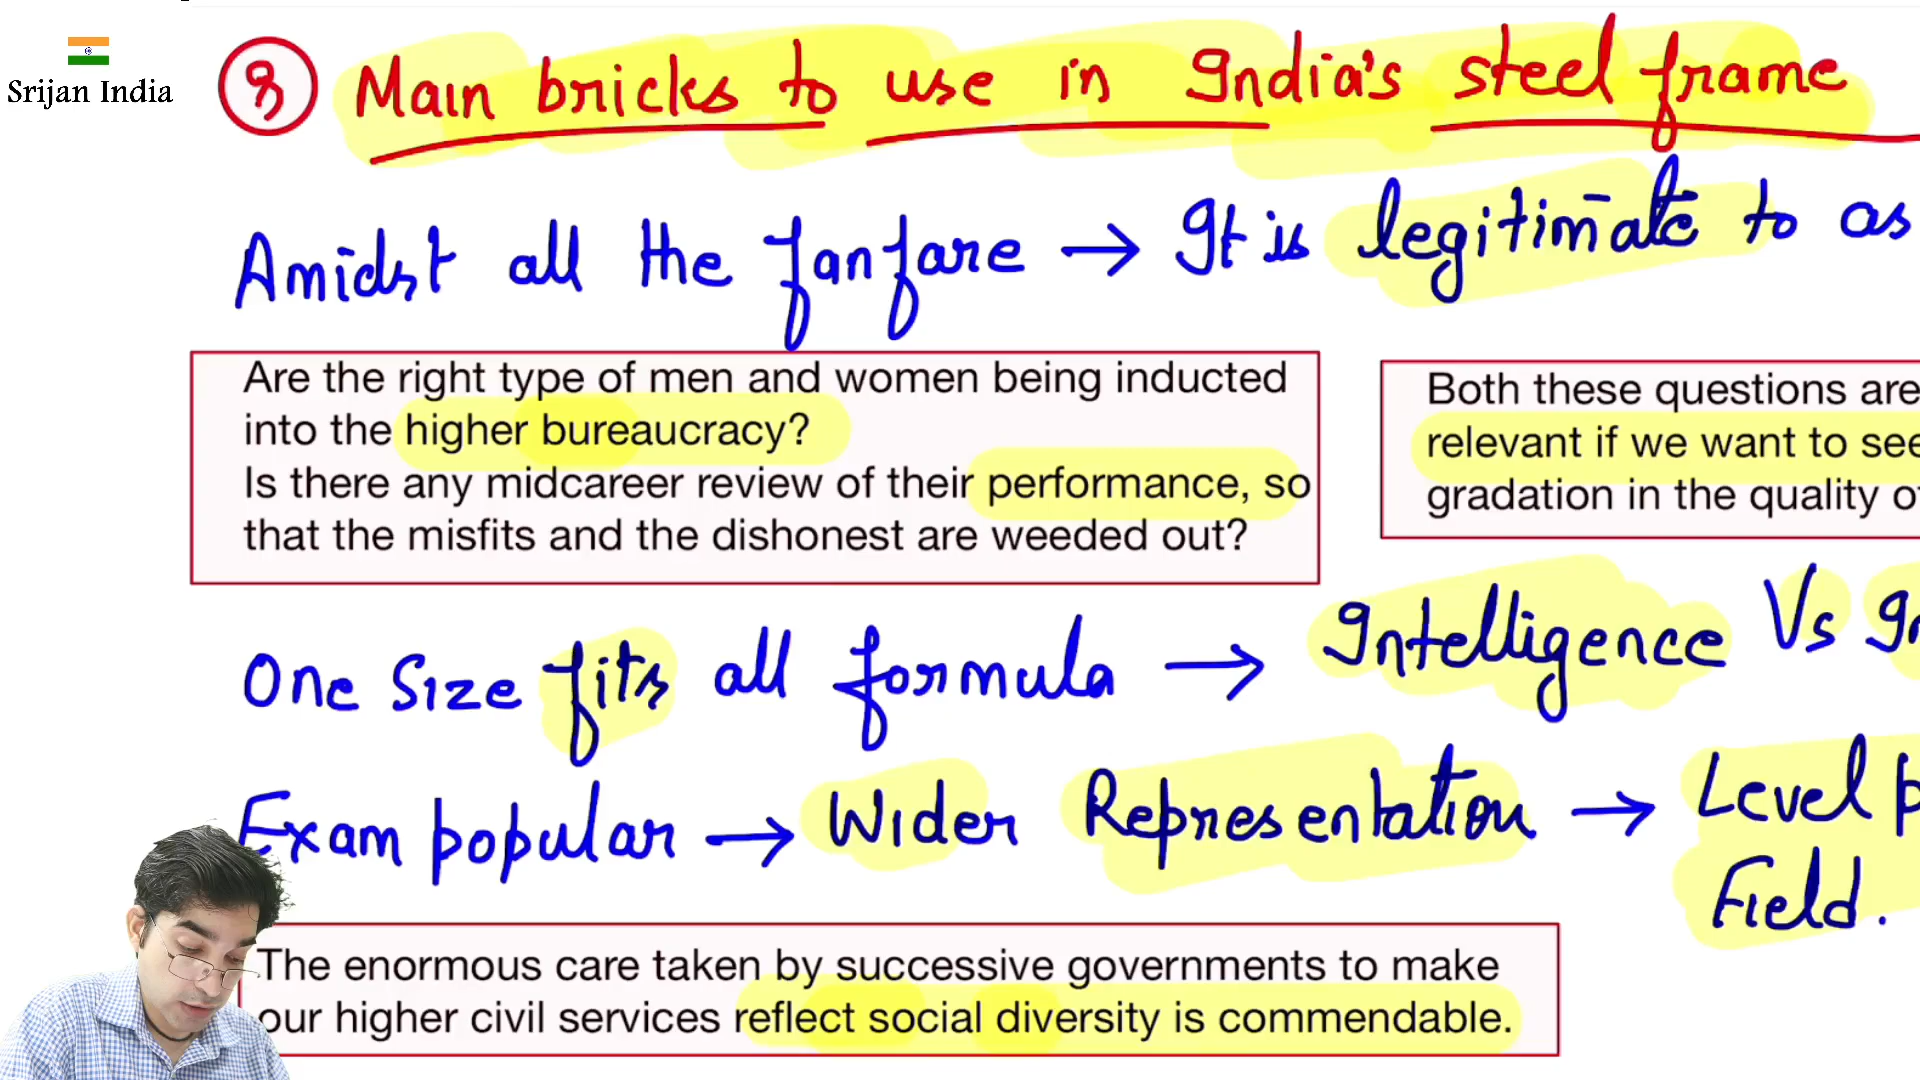 Srijan India
8 Main bricks to use in India's steel frame
Amidst all the fanfare → It is legitimate to as
Are the right type of men and women being inducted
into the higher bureaucracy?
Is there any midcareer review of their performance, so
that the misfits and the dishonest are weeded out?
Both these questions are
relevant if we want to see
gradation in the quality of
One Size fits all formula → Intelligence Vs In
Exam popular → Wider Representation → Level p
Field.
The enormous care taken by successive governments to make
our higher civil services reflect social diversity is commendable.